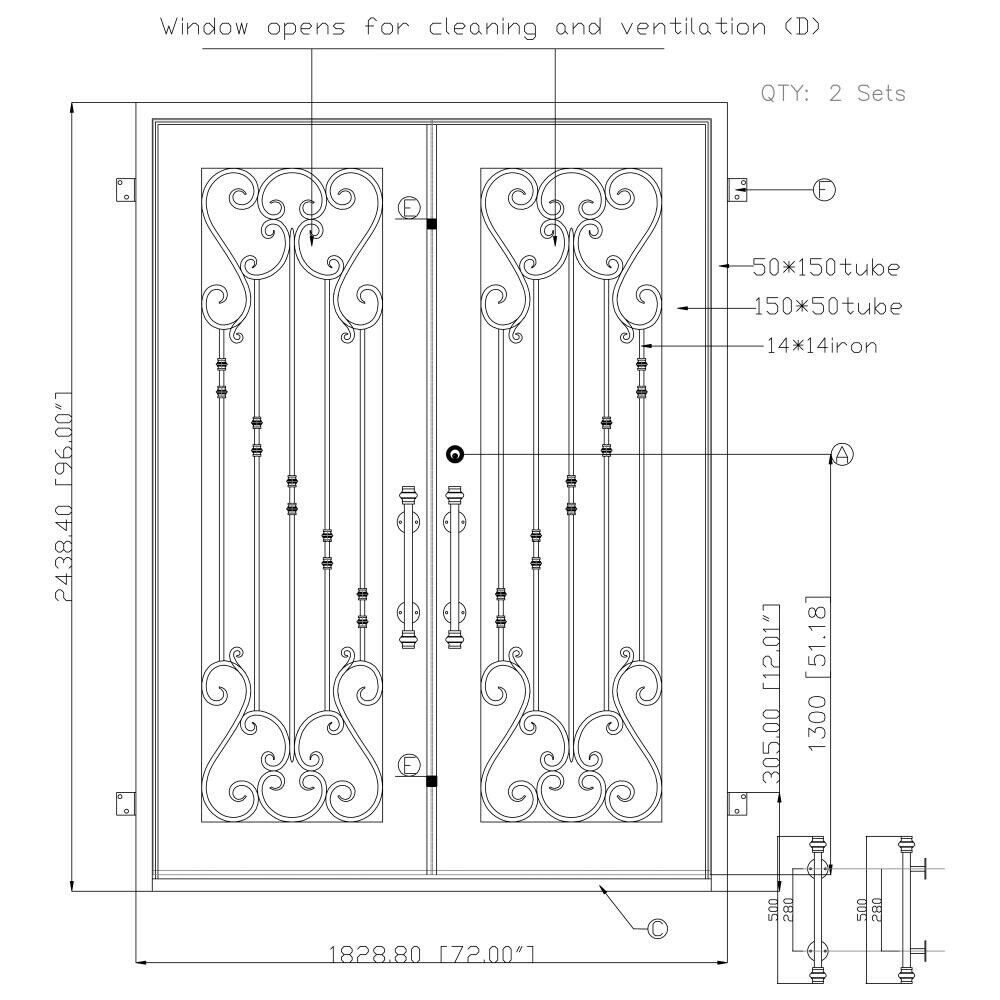 Window opens for cleaning and ventilation (D)
QTY: 2 Sets
F
E
50*150tube
150*50tube
14*14iron
2438.40 [96.00″]
A
305.00 [12.01″]
1300 [51.18]
E
500
280
500
280
C
1828.80 [72.00″]